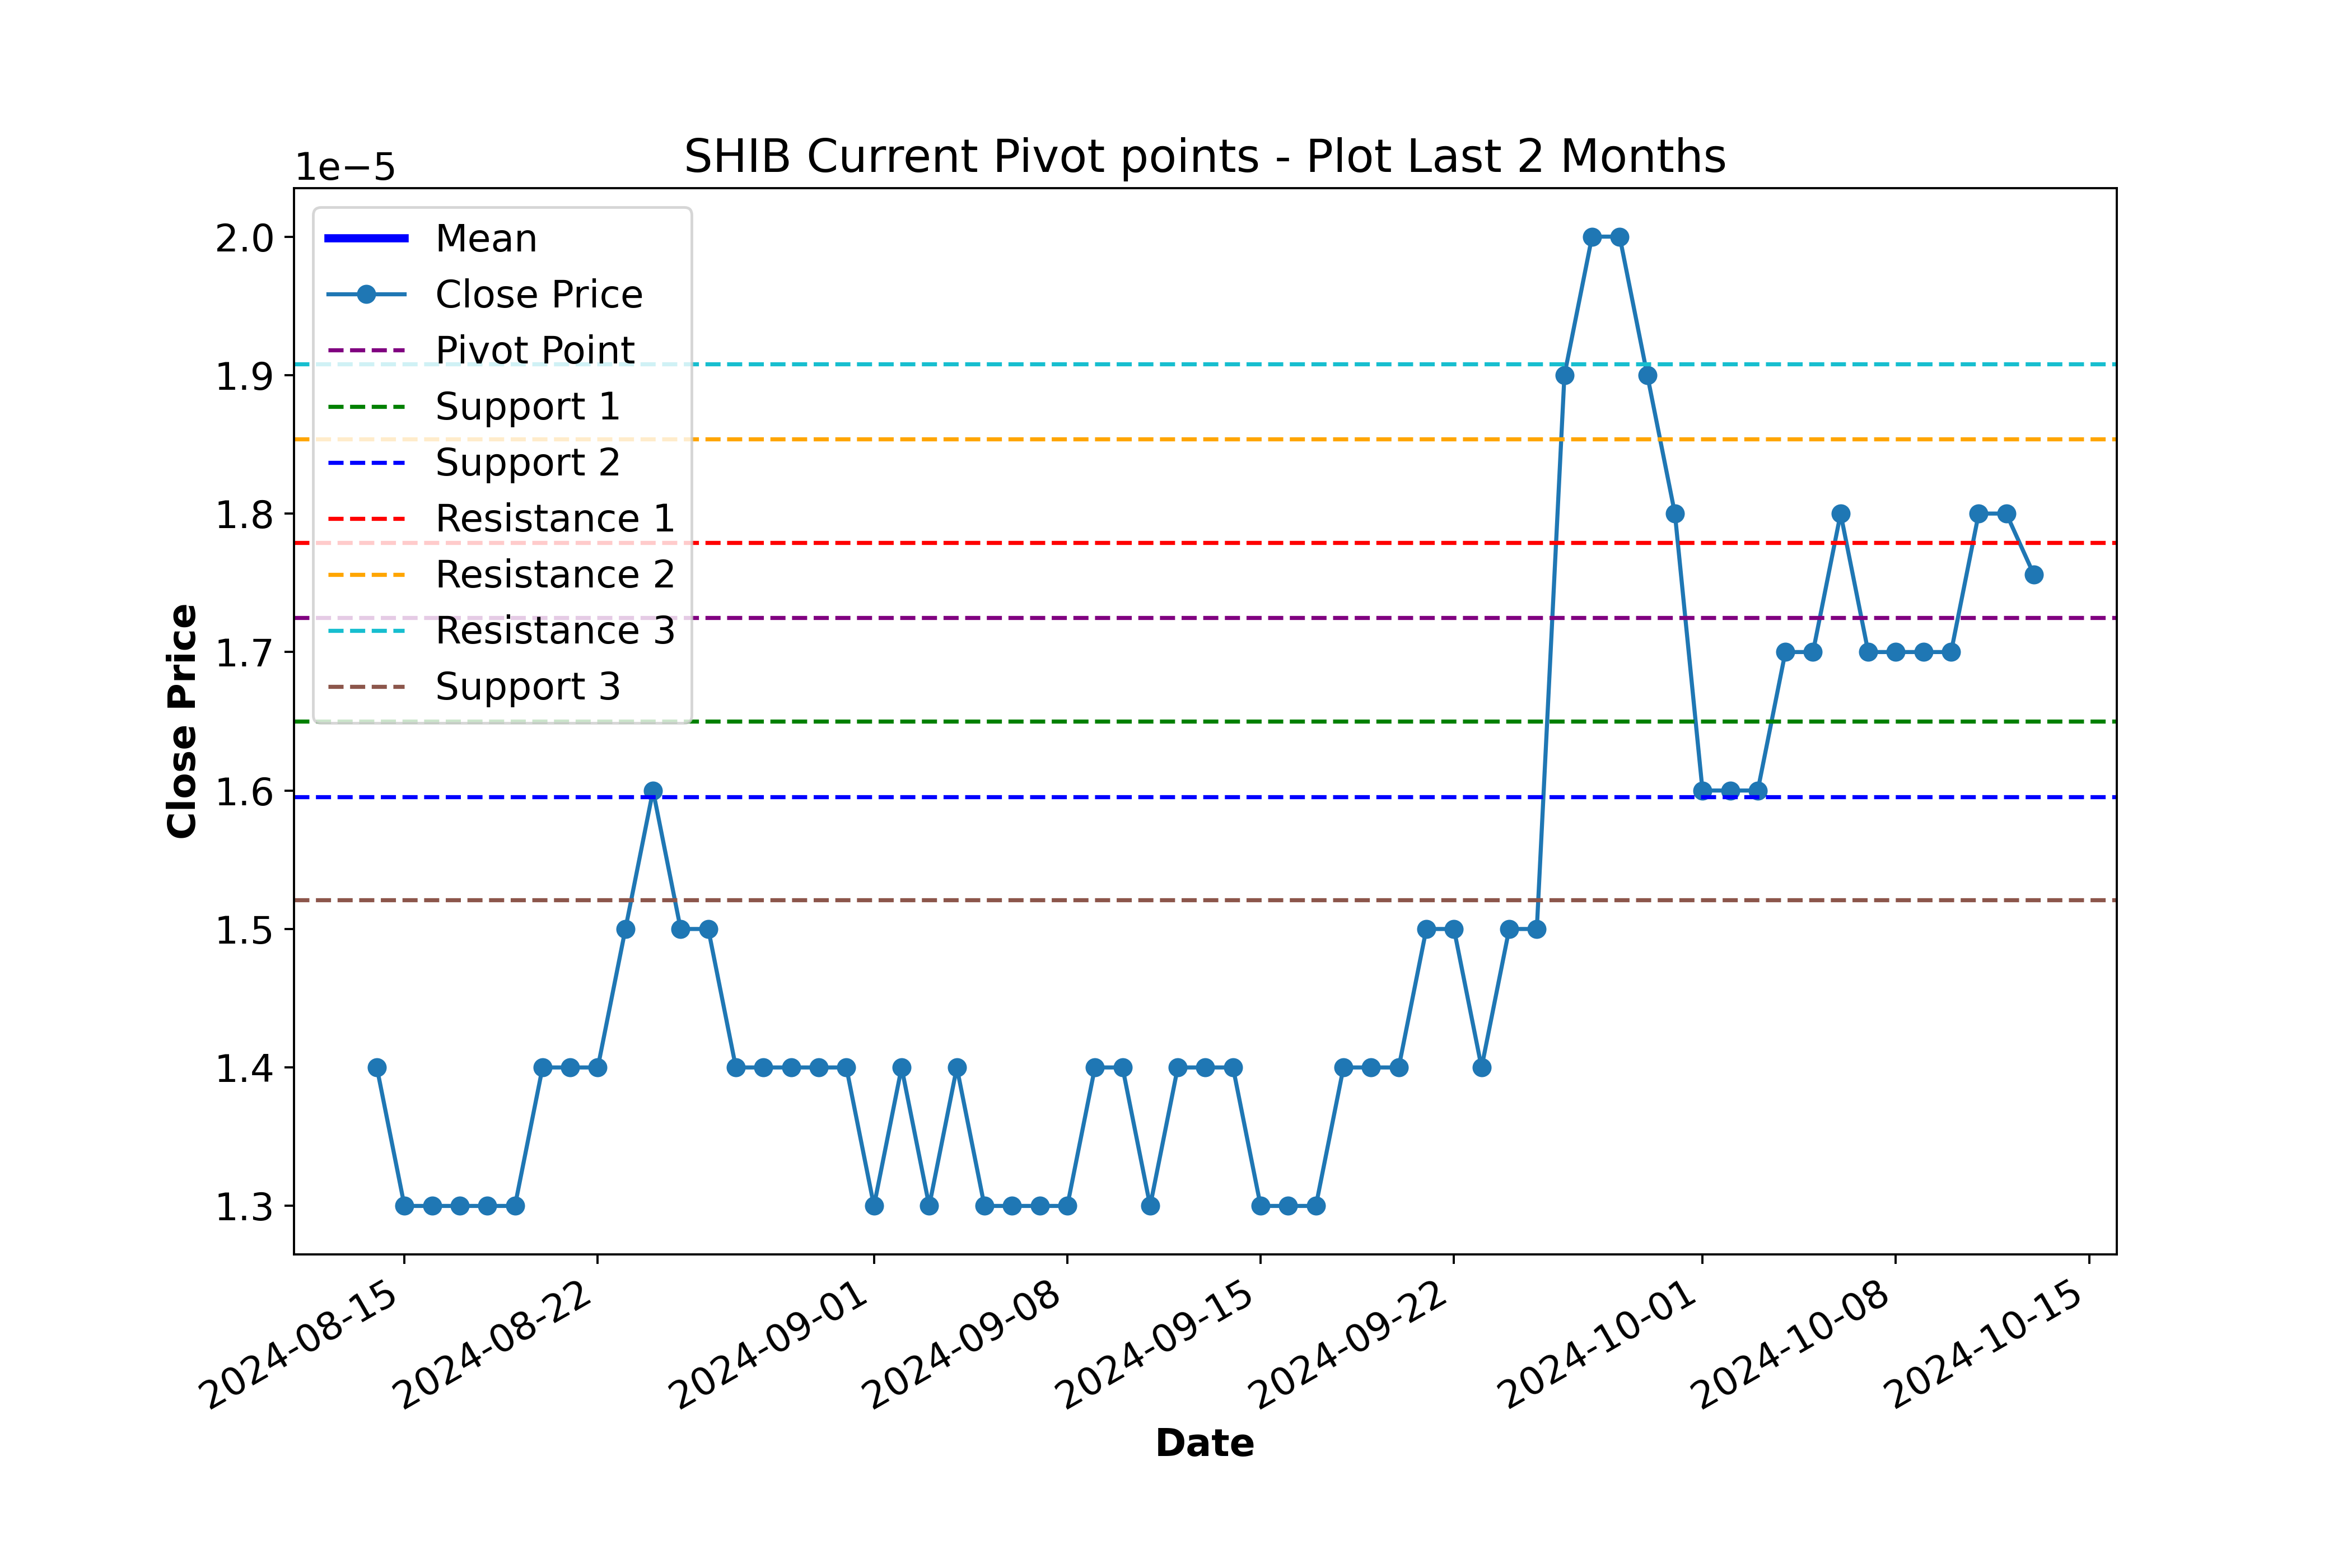 SHIB Current Pivot points - Plot Last 2 Months
1e−5
Mean
Close Price
Pivot Point
Support 1
Support 2
Resistance 1
Resistance 2
Resistance 3
Support 3
Close Price
2.0
1.9
1.8
1.7
1.6
1.5
1.4
1.3
2024-08-15
2024-08-22
2024-09-01
2024-09-08
2024-09-15
2024-09-22
2024-10-01
2024-10-08
2024-10-15
Date